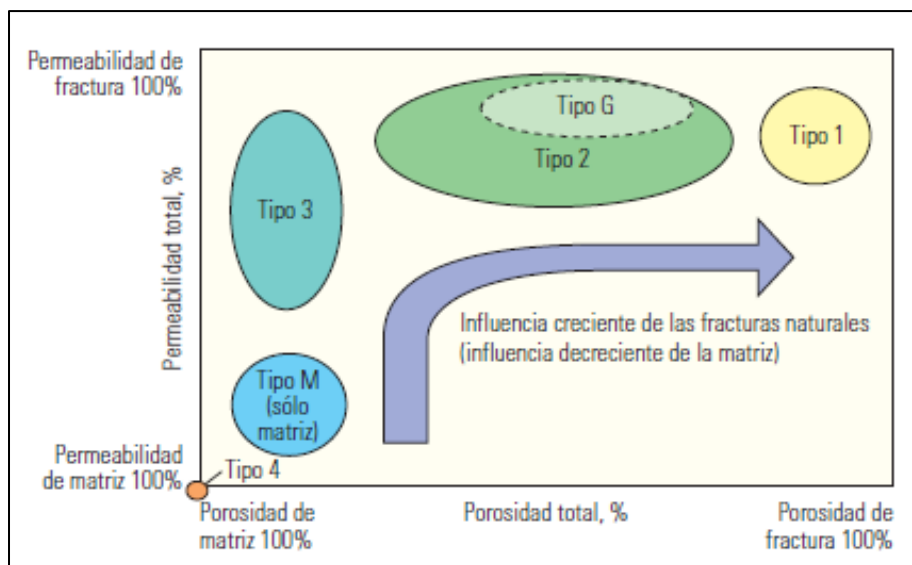 Permeabilidad de
fractura 100%
Permeabilidad total, %
Permeabilidad
de matriz 100%
Tipo G
Tipo 2
Tipo 1
Tipo 3
Influencia creciente de las fracturas naturales
(influencia decreciente de la matriz)
Tipo M
(sólo
matriz)
Tipo 4
Porosidad de
matriz 100%
Porosidad total, %
Porosidad de
fractura 100%